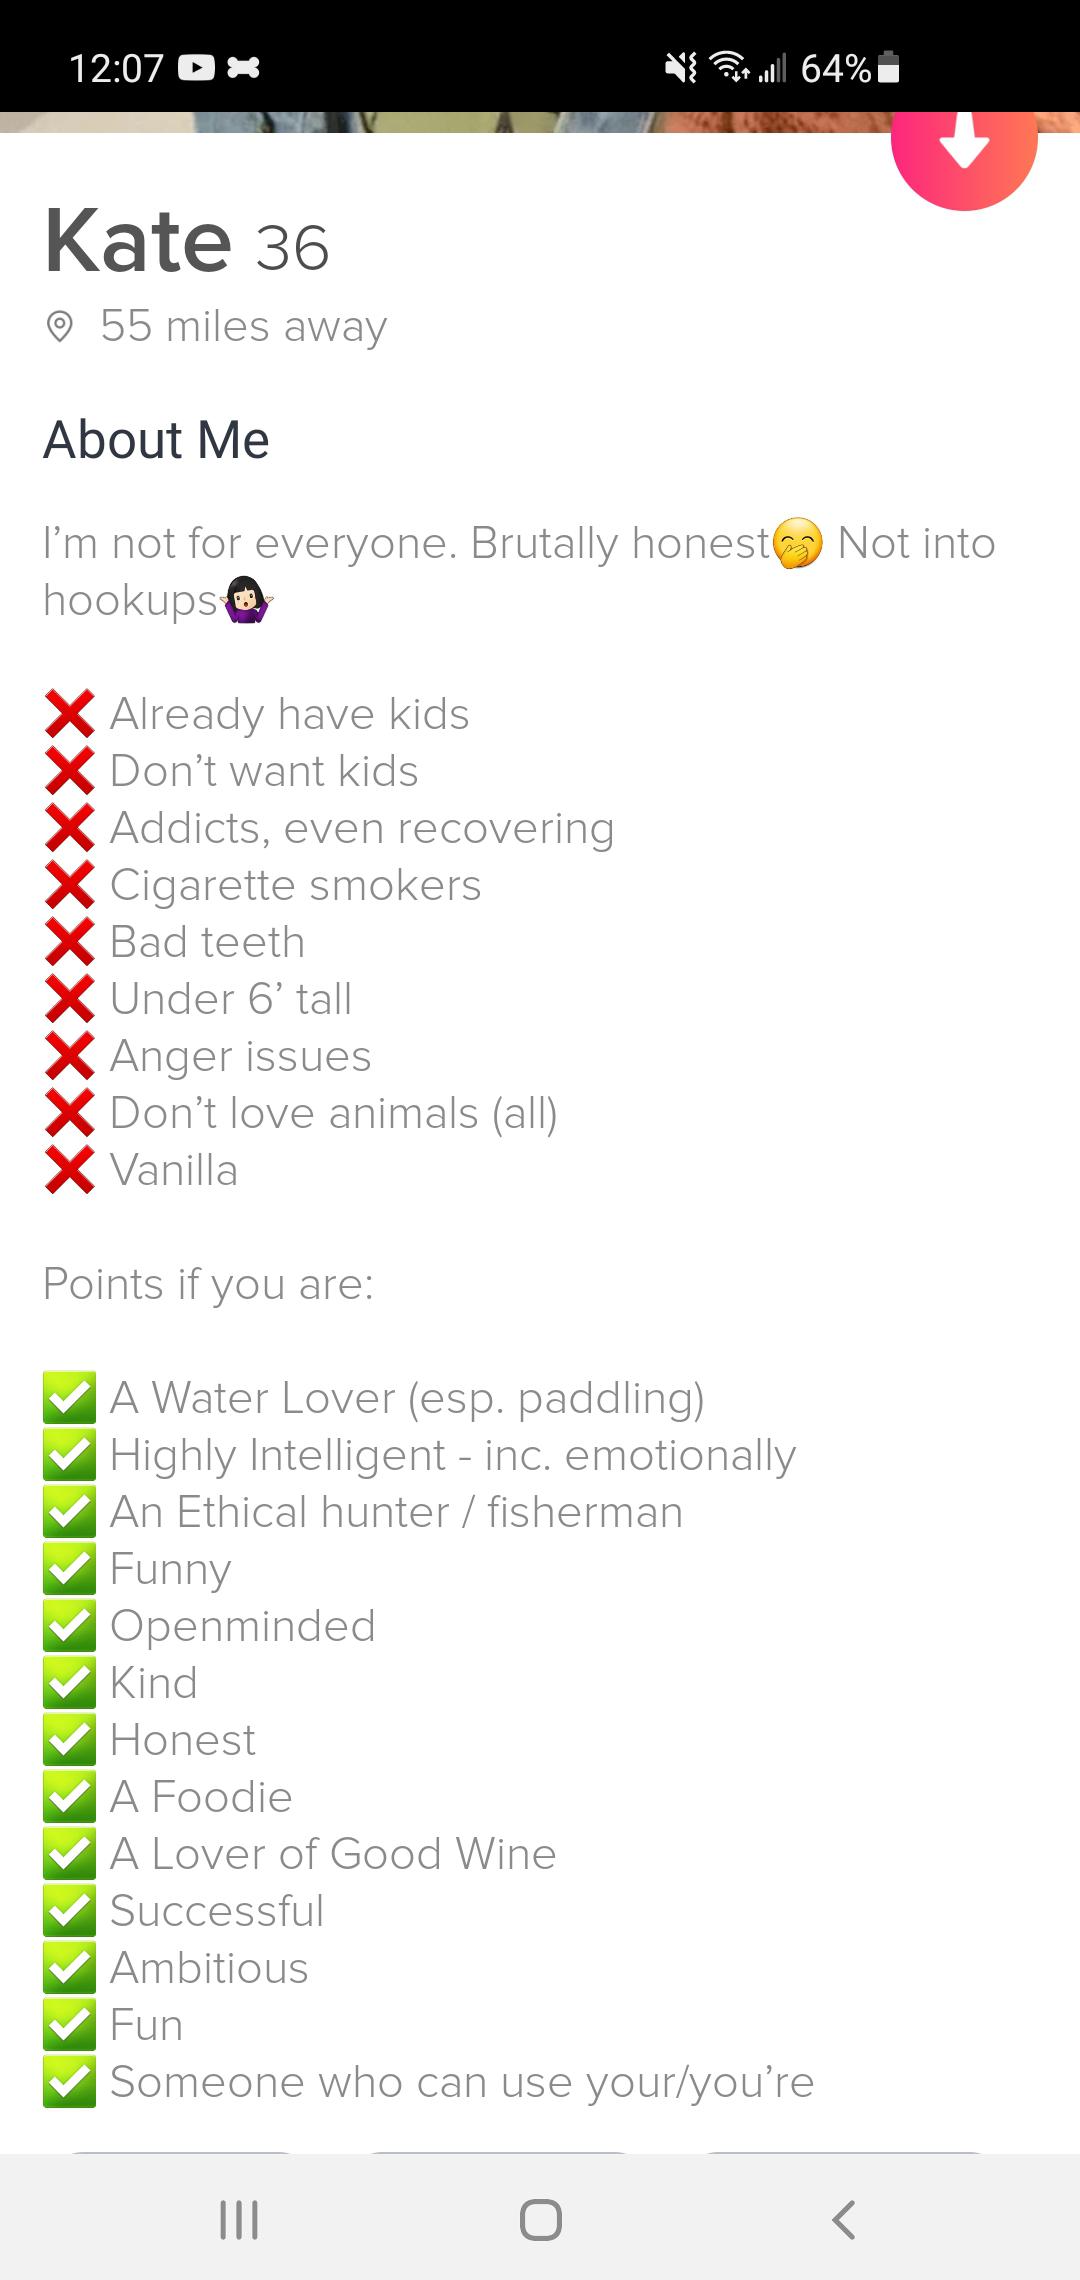 12:07 64%
Kate 36
55 miles away
About Me
I’m not for everyone. Brutally honest🤭 Not into
hookups🤷🏻‍♀️
❌ Already have kids
❌ Don’t want kids
❌ Addicts, even recovering
❌ Cigarette smokers
❌ Bad teeth
❌ Under 6’ tall
❌ Anger issues
❌ Don’t love animals (all)
❌ Vanilla
Points if you are:
✅ A Water Lover (esp. paddling)
✅ Highly Intelligent - inc. emotionally
✅ An Ethical hunter / fisherman
✅ Funny
✅ Openminded
✅ Kind
✅ Honest
✅ A Foodie
✅ A Lover of Good Wine
✅ Successful
✅ Ambitious
✅ Fun
✅ Someone who can use your/you’re